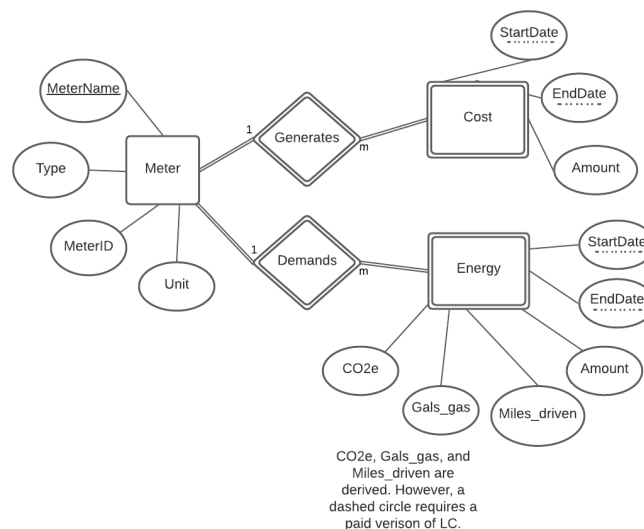 StartDate
MeterName
EndDate
1
Generates
m
Cost
Type
Meter
Amount
MeterID
Unit
1
Demands
m
Energy
StartDate
EndDate
CO2e
Amount
Gals_gas
Miles_driven
CO2e, Gals_gas, and
Miles_driven are
derived. However, a
dashed circle requires a
paid verison of LC.